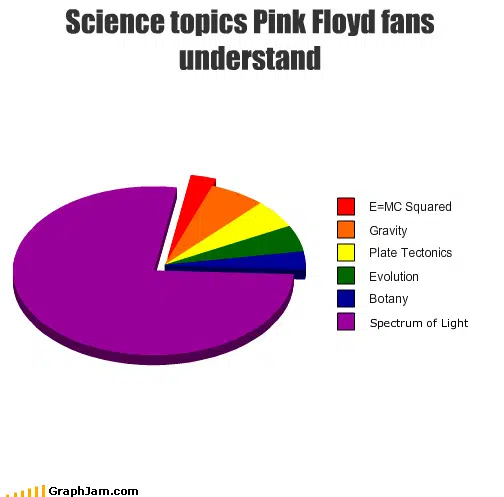 Science topics Pink Floyd fans
understand
E=MC Squared
Gravity
Plate Tectonics
Evolution
Botany
Spectrum of Light
GraphJam.com